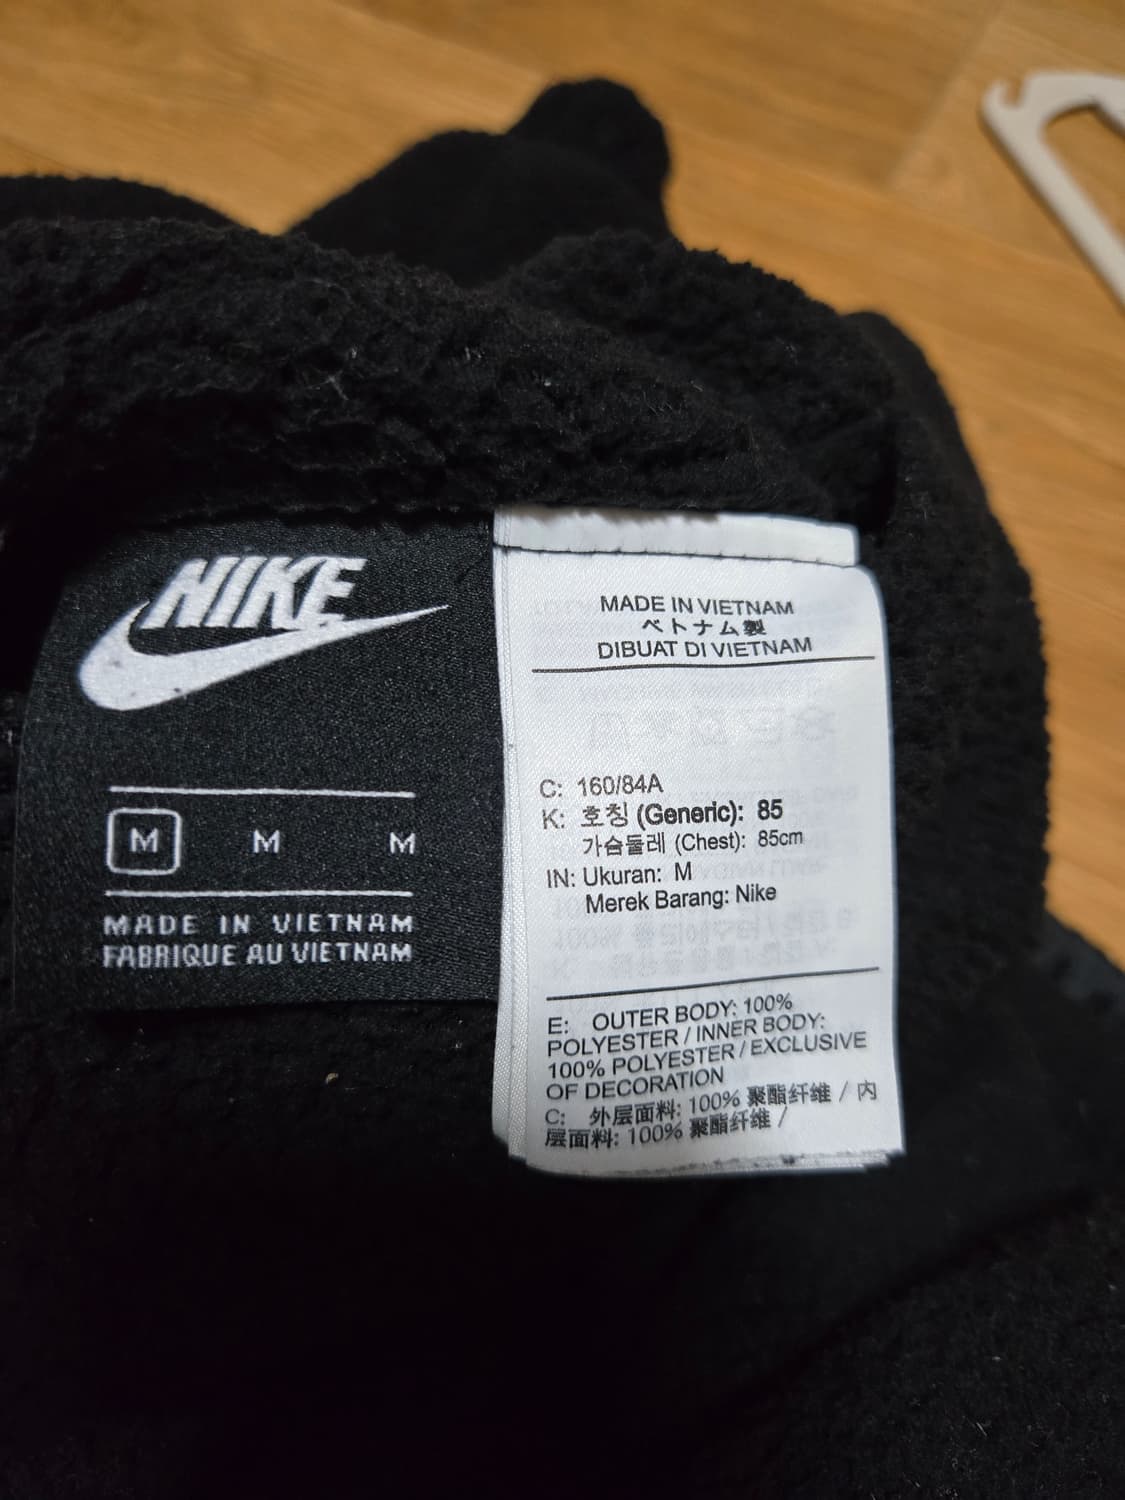 NIKE
M M M
MADE IN VIETNAM
FABRIQUE AU VIETNAM
MADE IN VIETNAM
ベトナム製
DIBUAT DI VIETNAM
C: 160/84A
K: 호칭 (Generic): 85
가슴둘레 (Chest): 85cm
IN: Ukuran: M
Merek Barang: Nike
E: OUTER BODY: 100%
POLYESTER / INNER BODY:
100% POLYESTER / EXCLUSIVE
OF DECORATION
C: 外层面料: 100% 聚酯纤维 / 内
层面料: 100% 聚酯纤维 /